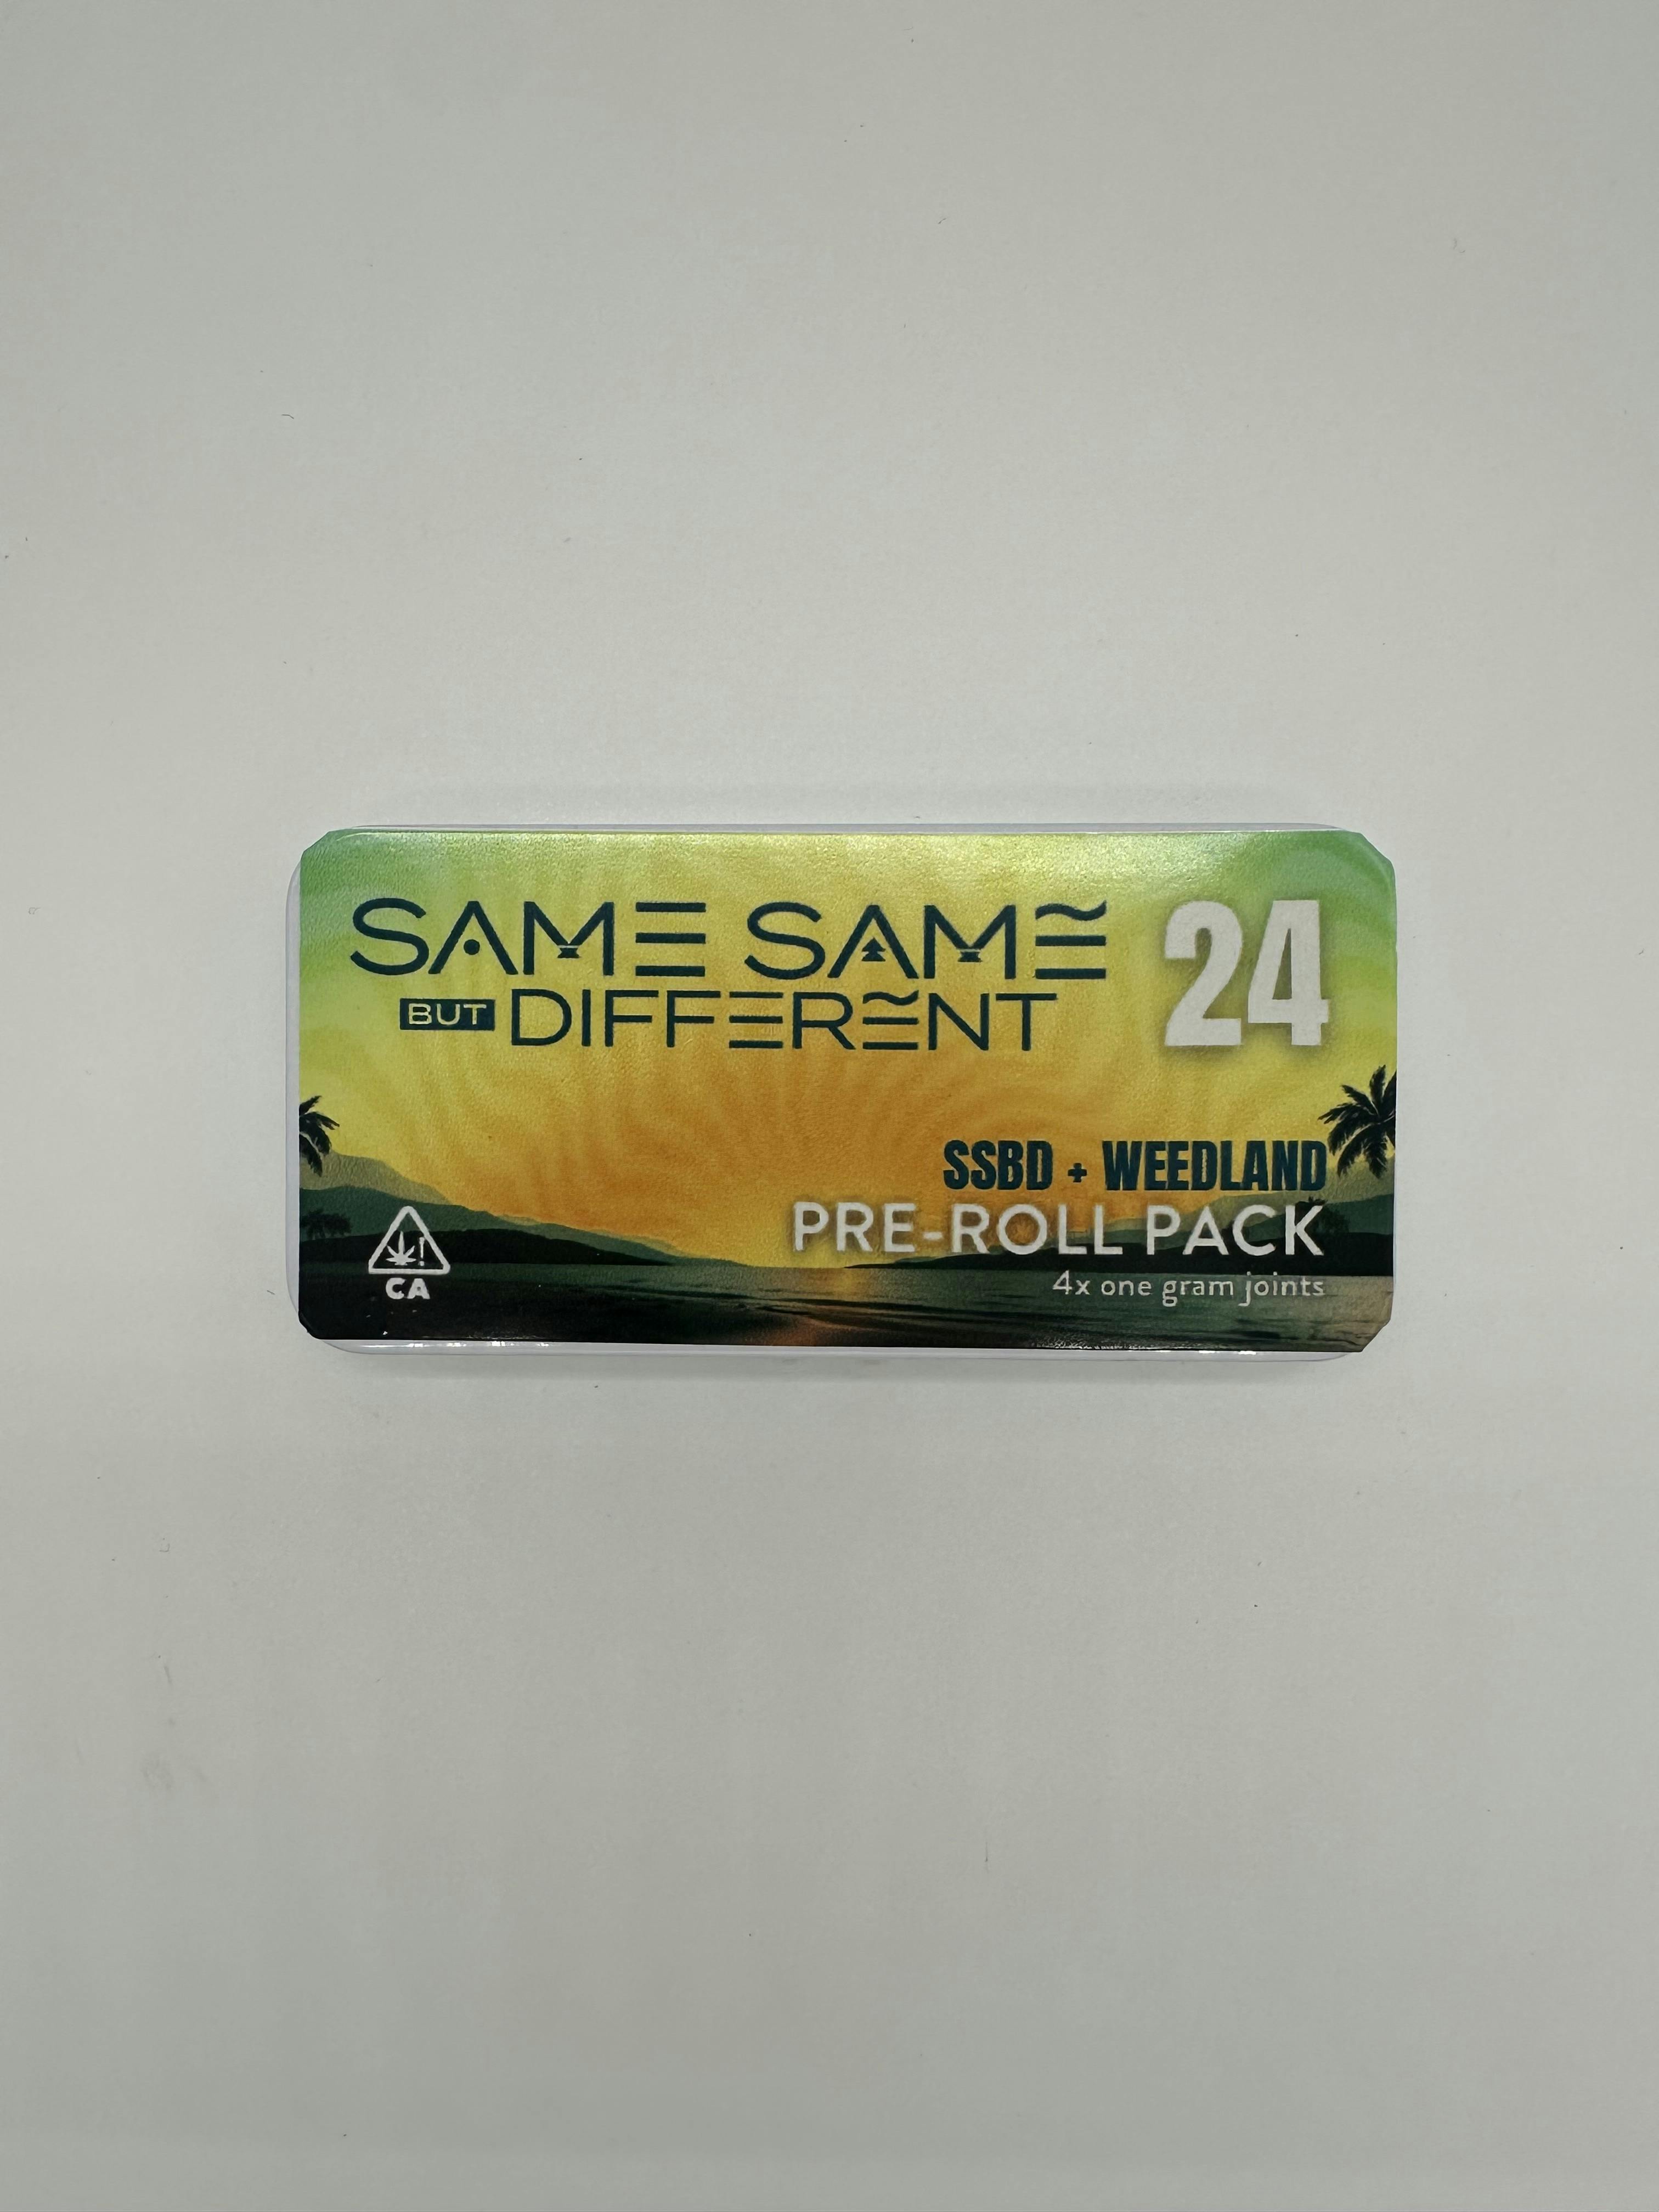 SAME SAME
BUT DIFFERENT
24
SSBD + WEEDLAND
PRE-ROLL PACK
4x one gram joints
!
CA